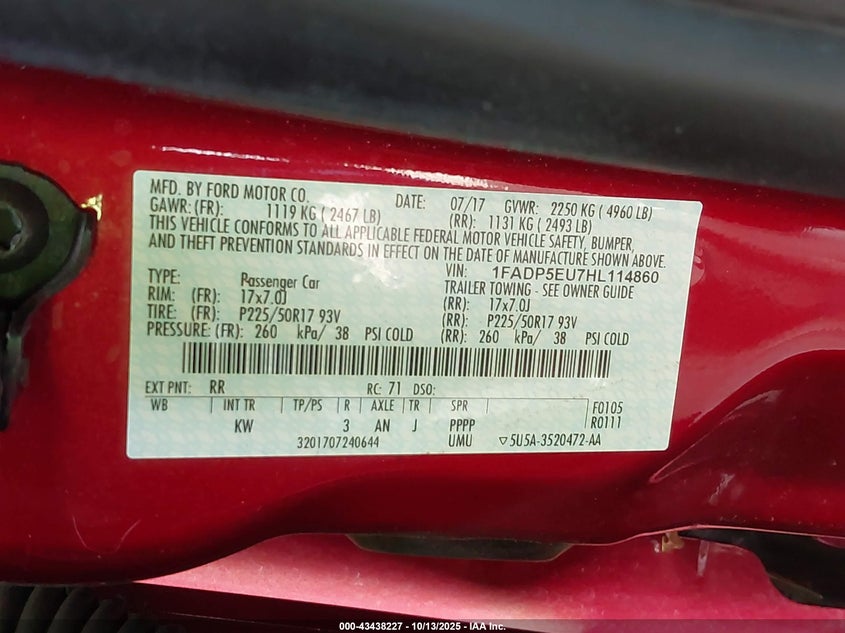 MFD. BY FORD MOTOR CO. DATE: 07/17 GVWR: 2250 KG ( 4960 LB)
GAWR: (FR): 1119 KG ( 2467 LB) (RR): 1131 KG ( 2493 LB)
THIS VEHICLE CONFORMS TO ALL APPLICABLE FEDERAL MOTOR VEHICLE SAFETY, BUMPER,
AND THEFT PREVENTION STANDARDS IN EFFECT ON THE DATE OF MANUFACTURE SHOWN ABOVE.
VIN: 1FADP5EU7HL114860
TYPE: Passenger Car TRAILER TOWING - SEE OWNER GUIDE
RIM: (FR): 17x7.0J (RR): 17x7.0J
TIRE: (FR): P225/50R17 93V (RR): P225/50R17 93V
PRESSURE: (FR): 260 kPa/ 38 PSI COLD (RR): 260 kPa/ 38 PSI COLD
EXT PNT: RR RC: 71 DSO:
WB INT TR TP/PS R AXLE TR SPR F0105
KW 3 AN J PPPP R0111
3201707240644 UMU ▽5U5A-3520472-AA
000-43438227 - 10/13/2025 - IAA Inc.